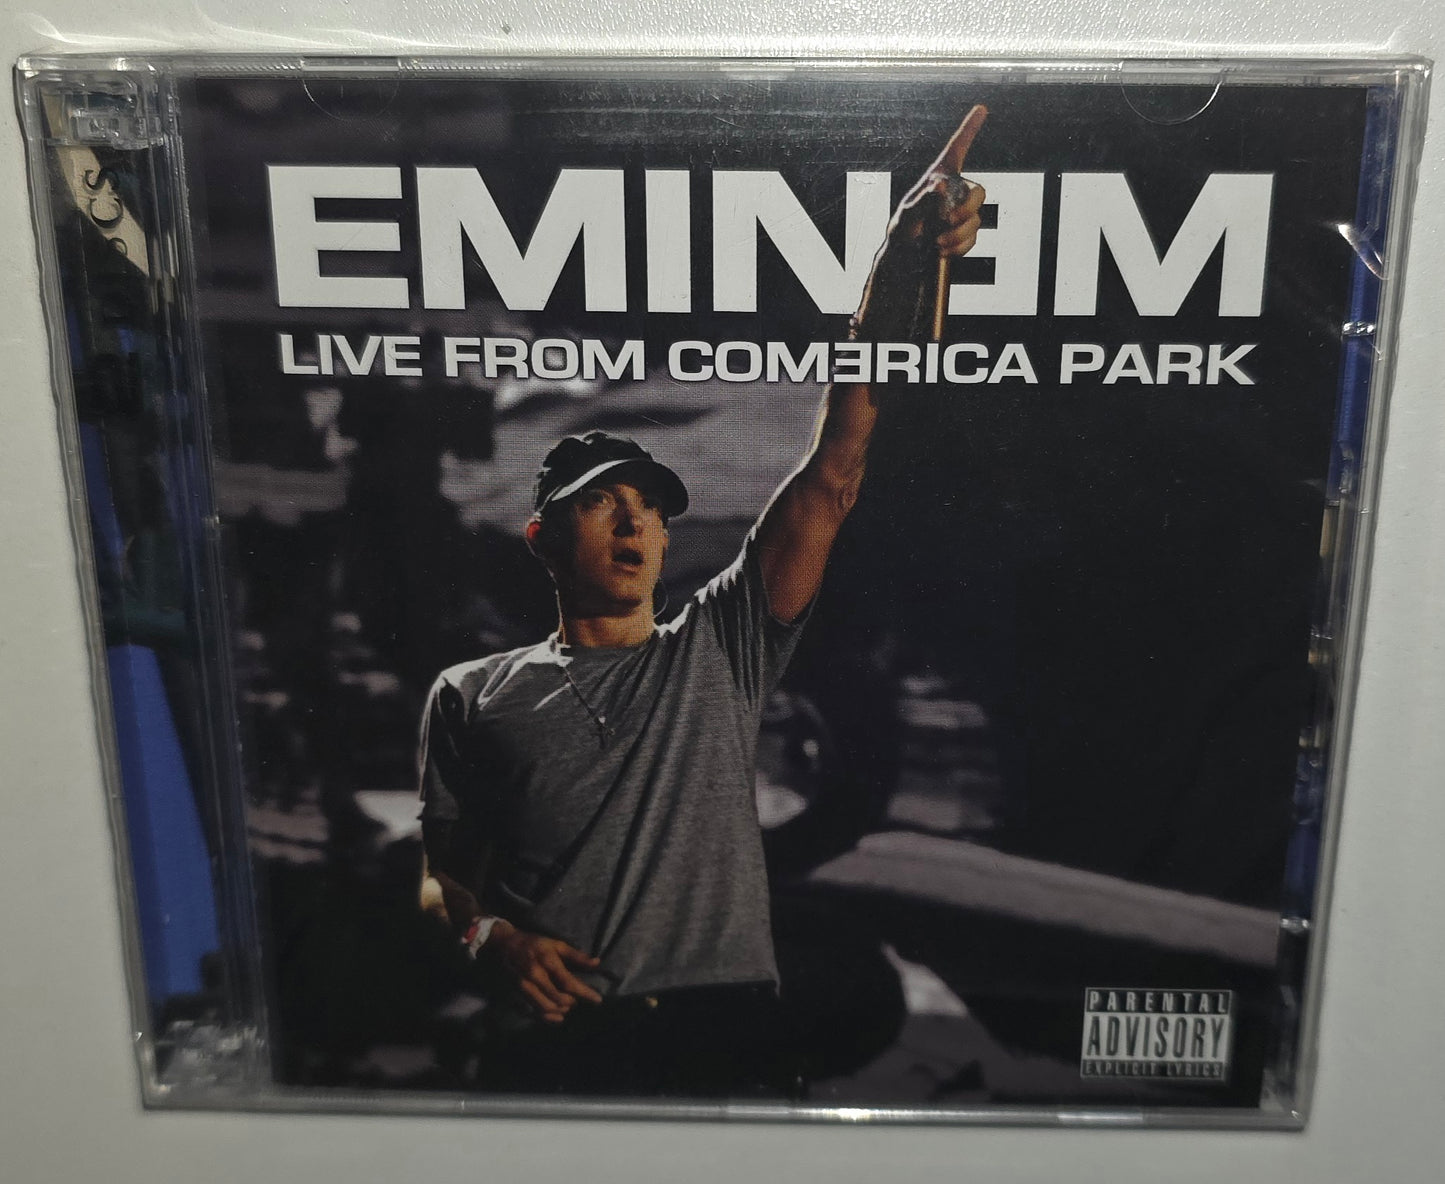 EMINƎM
LIVE FROM COMƎRICA PARK
PARENTAL
ADVISORY
EXPLICIT LYRICS